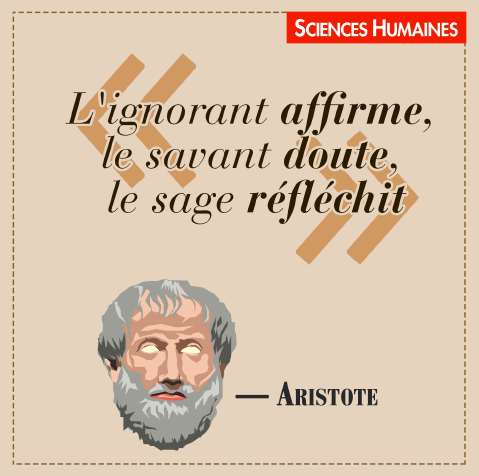 SCIENCES HUMAINES
L'ignorant affirme,
le savant doute,
le sage réfléchit
— ARISTOTE